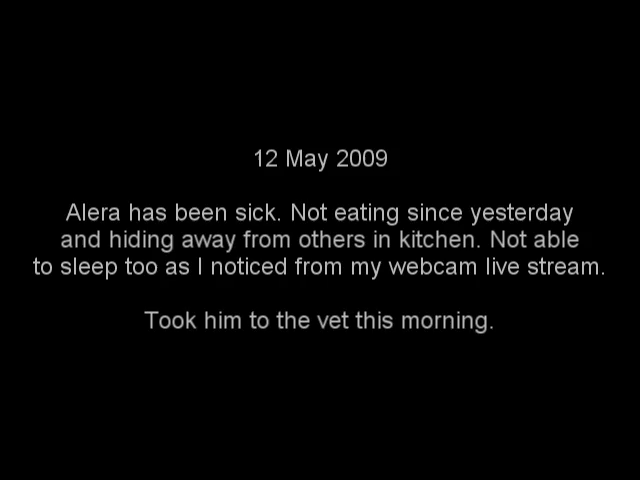 12 May 2009
Alera has been sick. Not eating since yesterday
and hiding away from others in kitchen. Not able
to sleep too as I noticed from my webcam live stream.
Took him to the vet this morning.